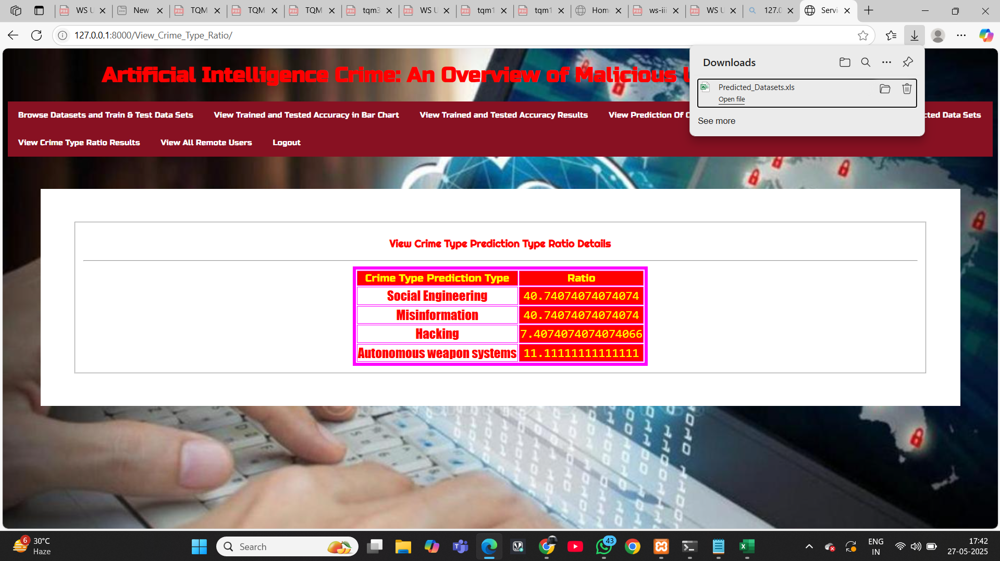 WS U
New
TQM
TQM
TQM
tqm3
WS U
tqm1
tqm1
Home
ws-iii
WS U
127.0
Servi
127.0.0.1:8000/View_Crime_Type_Ratio/
Downloads
Predicted_Datasets.xls
Open file
See more
Artificial Intelligence Crime: An Overview of Malicious
Browse Datasets and Train & Test Data Sets View Trained and Tested Accuracy in Bar Chart View Trained and Tested Accuracy Results View Prediction Of C cted Data Sets
View Crime Type Ratio Results View All Remote Users Logout
View Crime Type Prediction Type Ratio Details
Crime Type Prediction Type Ratio
Social Engineering 40.74074074074074
Misinformation 40.74074074074074
Hacking 7.4074074074074066
Autonomous weapon systems 11.11111111111111
6 30°C
Haze
Search
43
ENG
IN
17:42
27-05-2025